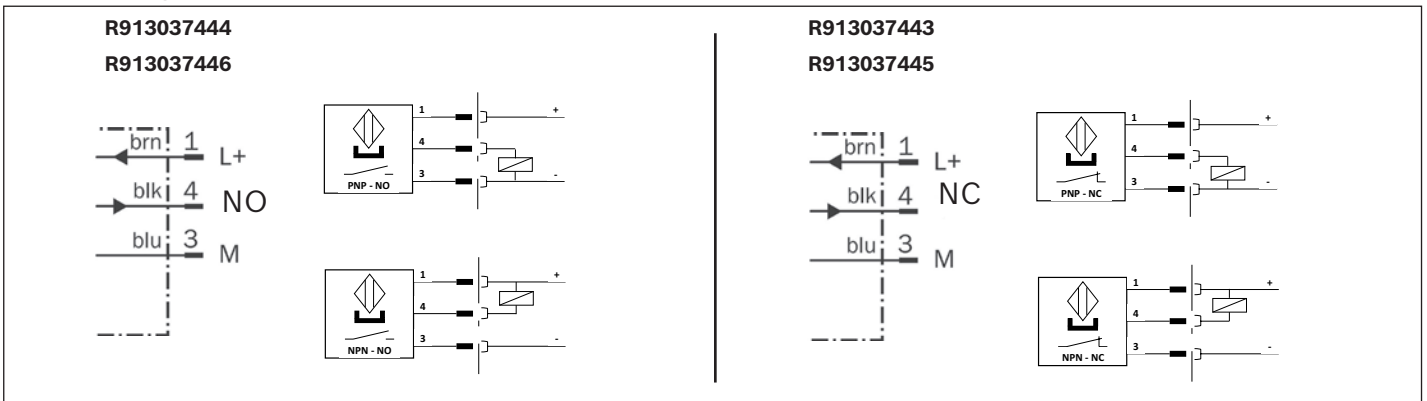 R913037444
R913037446
brn 1 L+
blk 4 NO
blu 3 M
1 +
4
3 -
PNP - NO
1 +
4
3 -
NPN - NO
R913037443
R913037445
brn 1 L+
blk 4 NC
blu 3 M
1 +
4
3 -
PNP - NC
1 +
4
3 -
NPN - NC